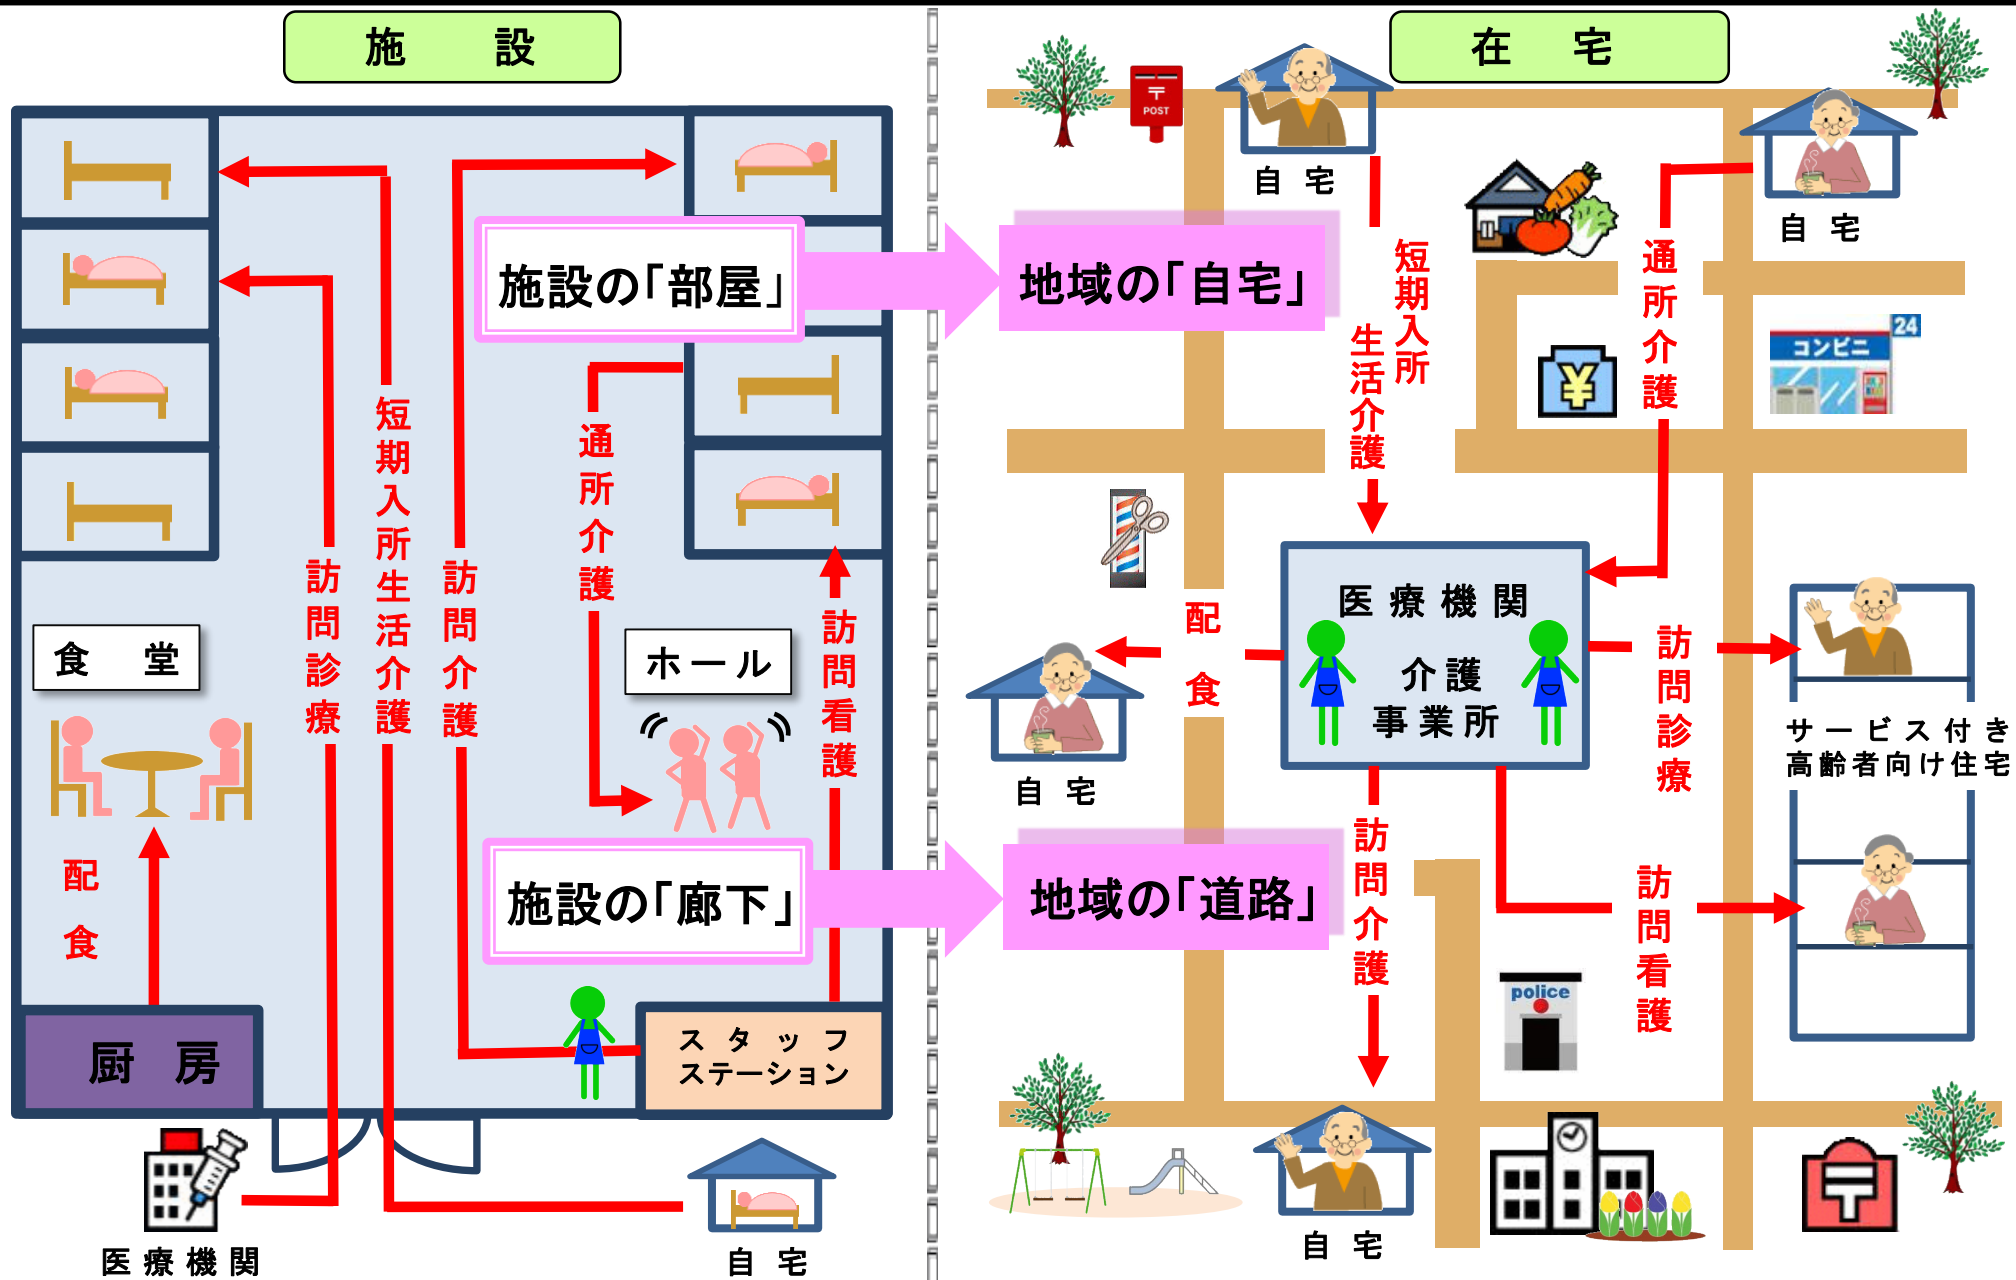 施設
在宅
自宅
自宅
施設の「部屋」
地域の「自宅」
短期入所
生活介護
通所介護
24
コンビニ
¥
〒
POST
短期入所生活介護
訪問診療
訪問介護
通所介護
訪問看護
食堂
ホール
配食
施設の「廊下」
地域の「道路」
厨房
スタッフ
ステーション
医療機関
自宅
医療機関
介護
事業所
配食
自宅
訪問診療
サービス付き
高齢者向け住宅
訪問介護
訪問看護
police
自宅
〒